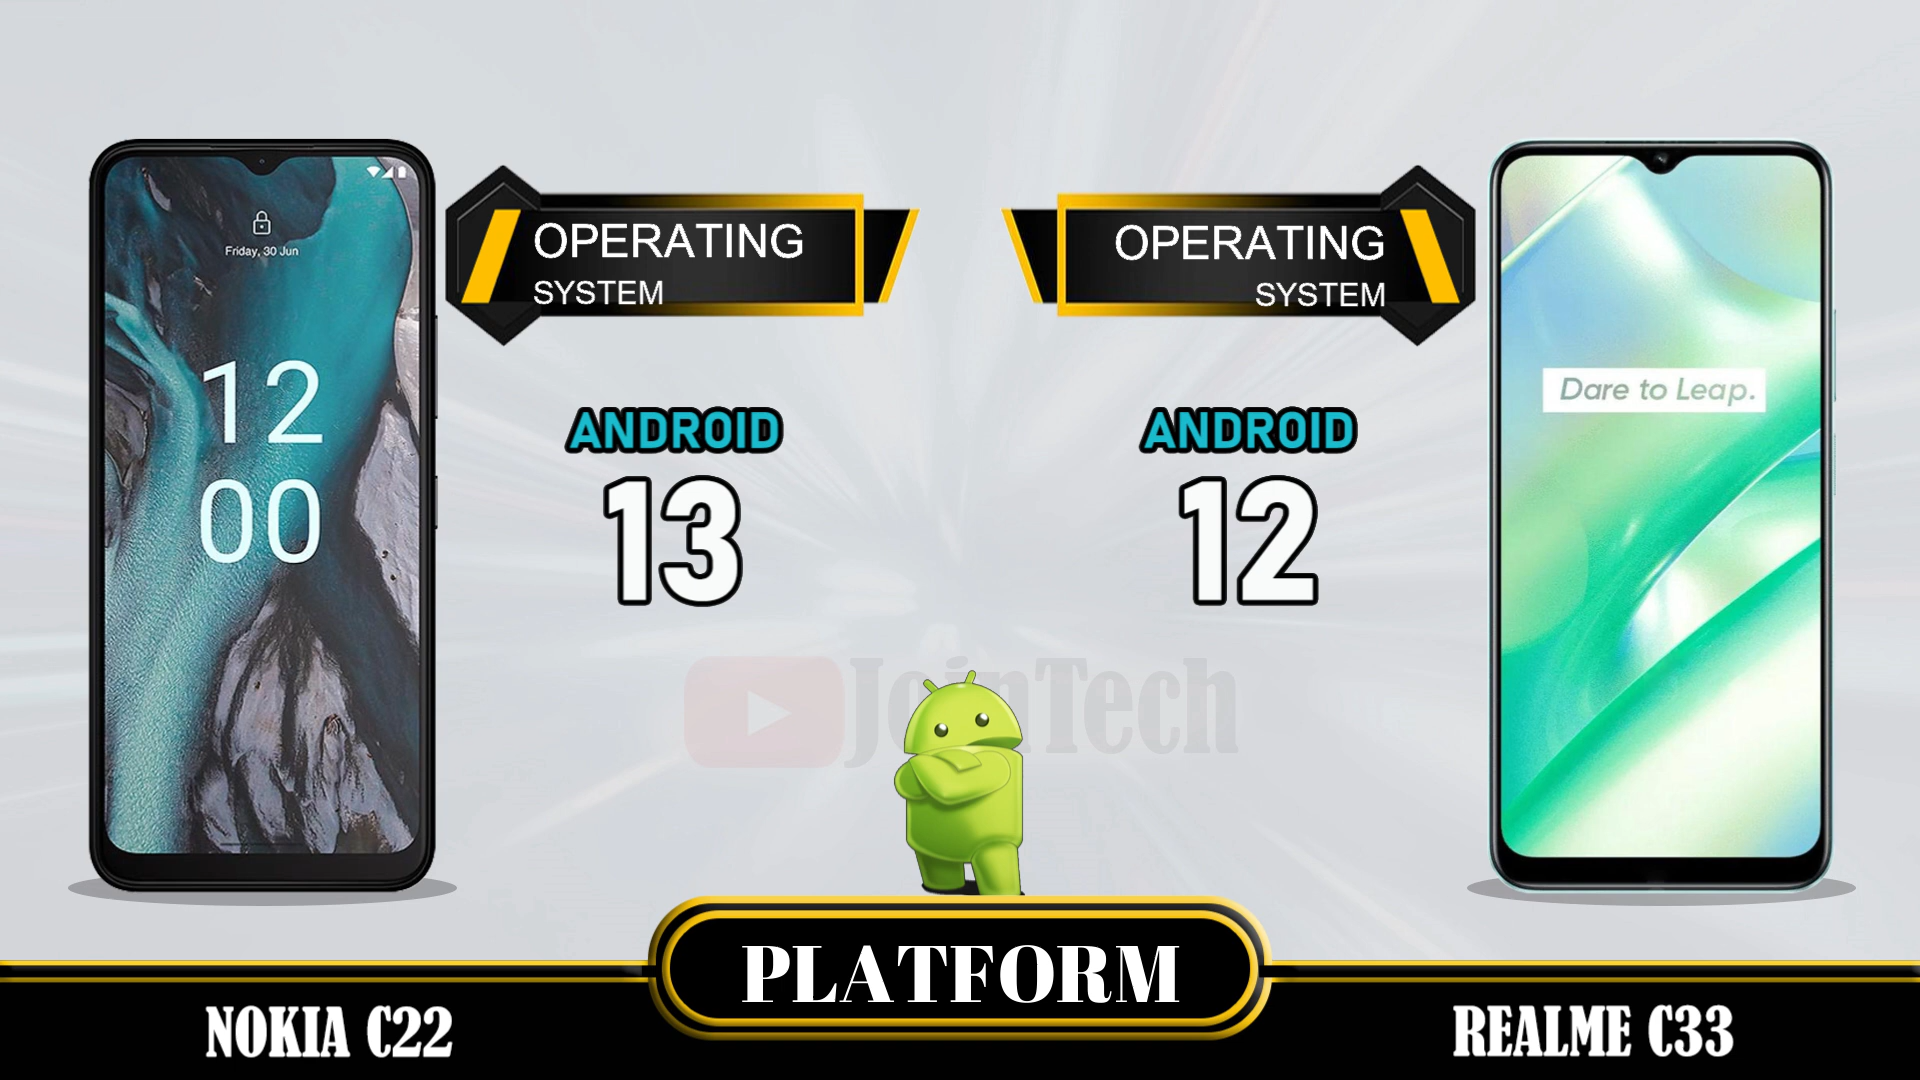 Friday, 30 Jun
12
00
OPERATING
SYSTEM
ANDROID
13
OPERATING
SYSTEM
ANDROID
12
Dare to Leap.
JoinTech
PLATFORM
NOKIA C22
REALME C33